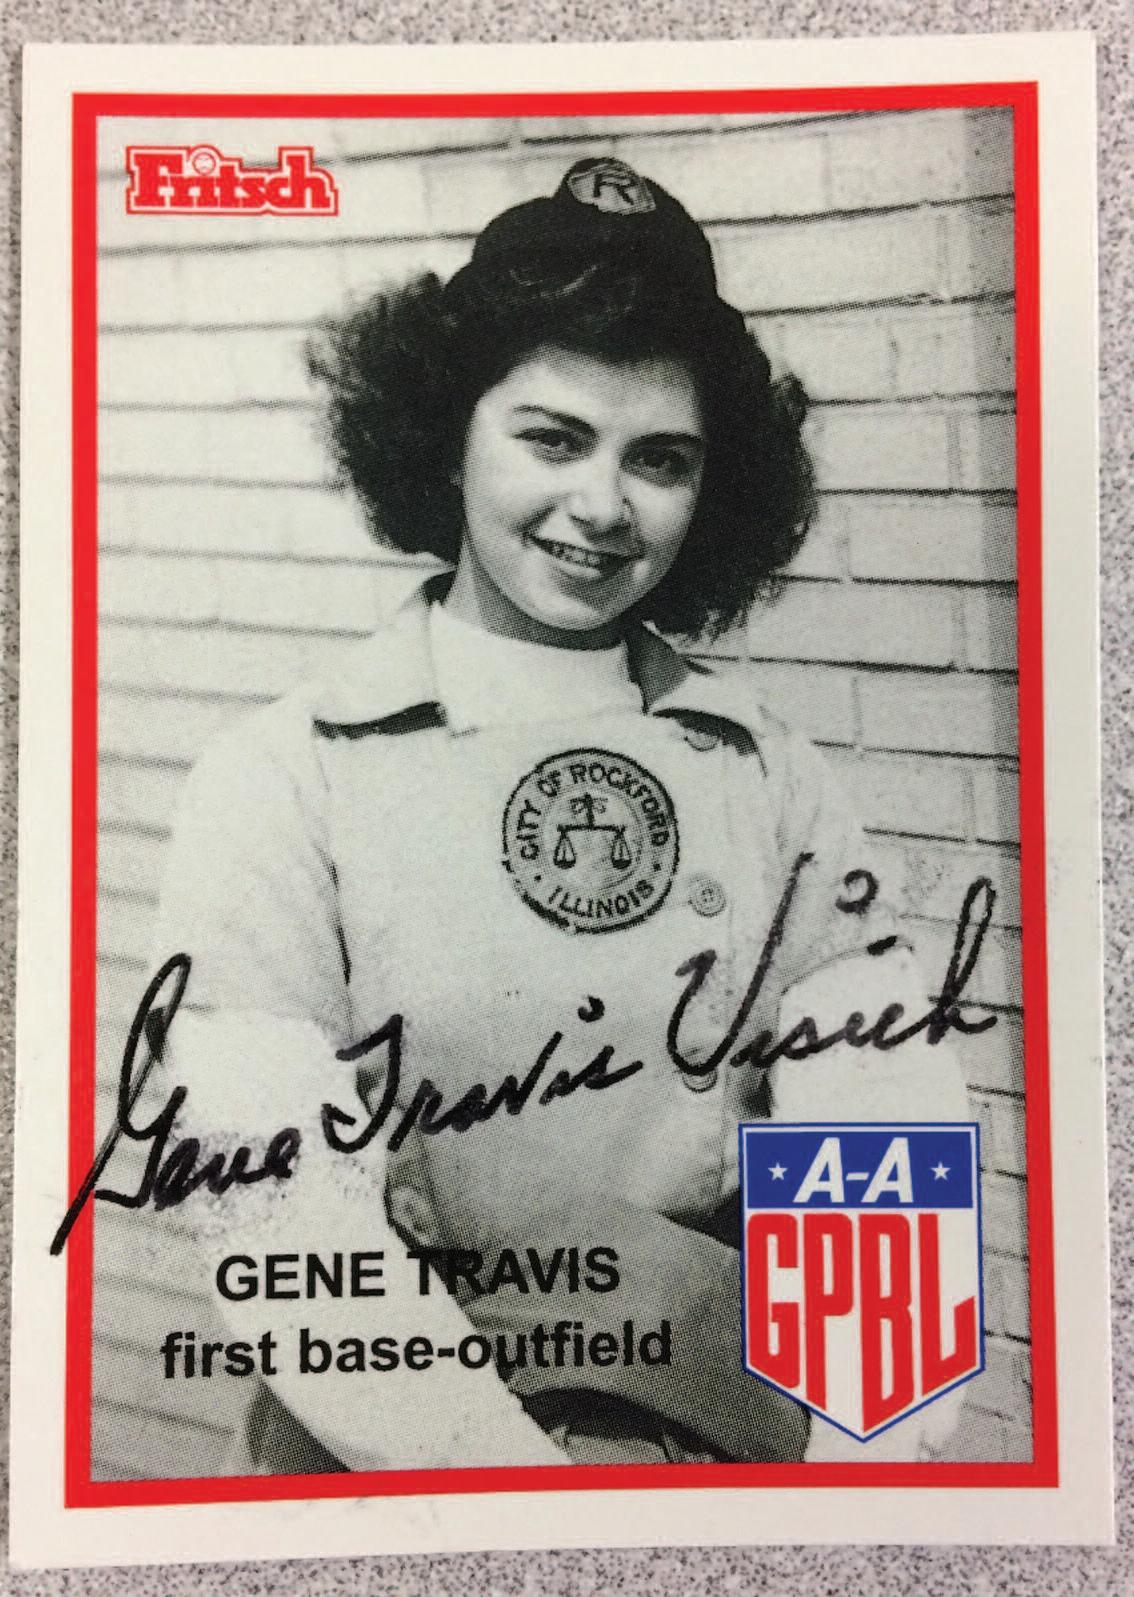 Fritsch
R
CITY OF ROCKFORD
ILLINOIS
Gene Travis Visich
GENE TRAVIS
first base-outfield
A-A
GPBL